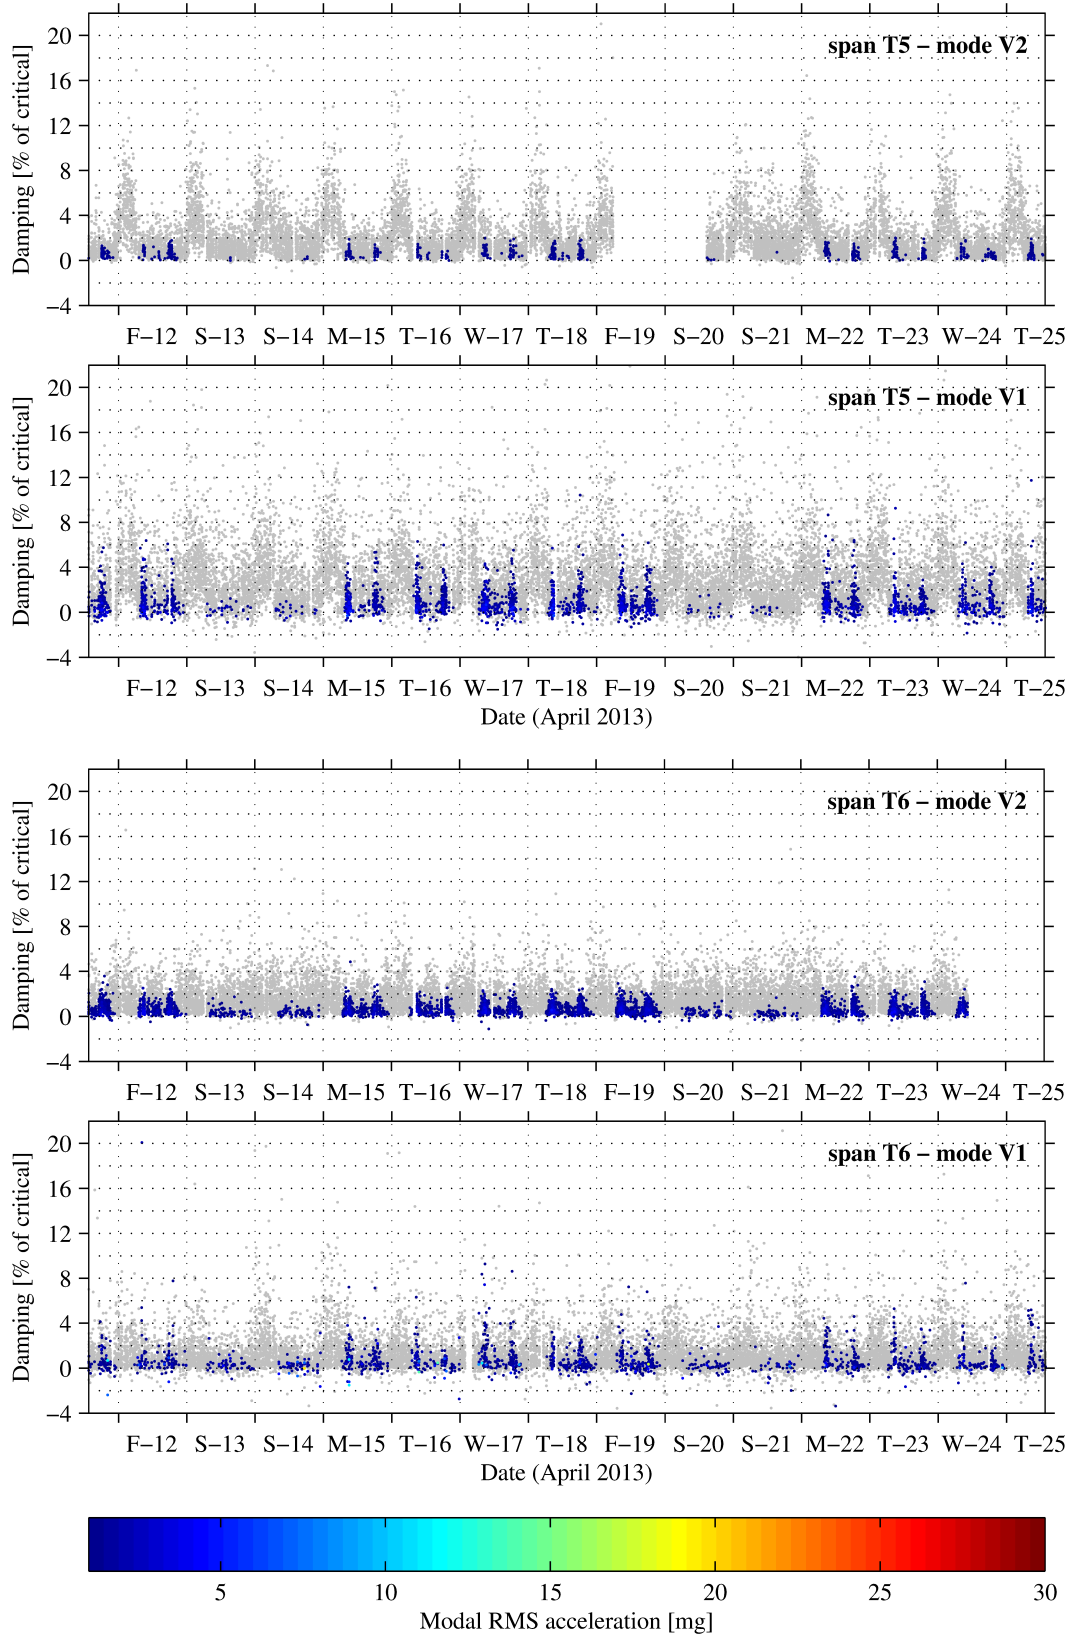 span T5 – mode V2
Damping [% of critical]
20
16
12
8
4
0
−4
F−12 S−13 S−14 M−15 T−16 W−17 T−18 F−19 S−20 S−21 M−22 T−23 W−24 T−25
span T5 – mode V1
Damping [% of critical]
20
16
12
8
4
0
−4
F−12 S−13 S−14 M−15 T−16 W−17 T−18 F−19 S−20 S−21 M−22 T−23 W−24 T−25
Date (April 2013)
span T6 – mode V2
Damping [% of critical]
20
16
12
8
4
0
−4
F−12 S−13 S−14 M−15 T−16 W−17 T−18 F−19 S−20 S−21 M−22 T−23 W−24 T−25
span T6 – mode V1
Damping [% of critical]
20
16
12
8
4
0
−4
F−12 S−13 S−14 M−15 T−16 W−17 T−18 F−19 S−20 S−21 M−22 T−23 W−24 T−25
Date (April 2013)
5 10 15 20 25 30
Modal RMS acceleration [mg]